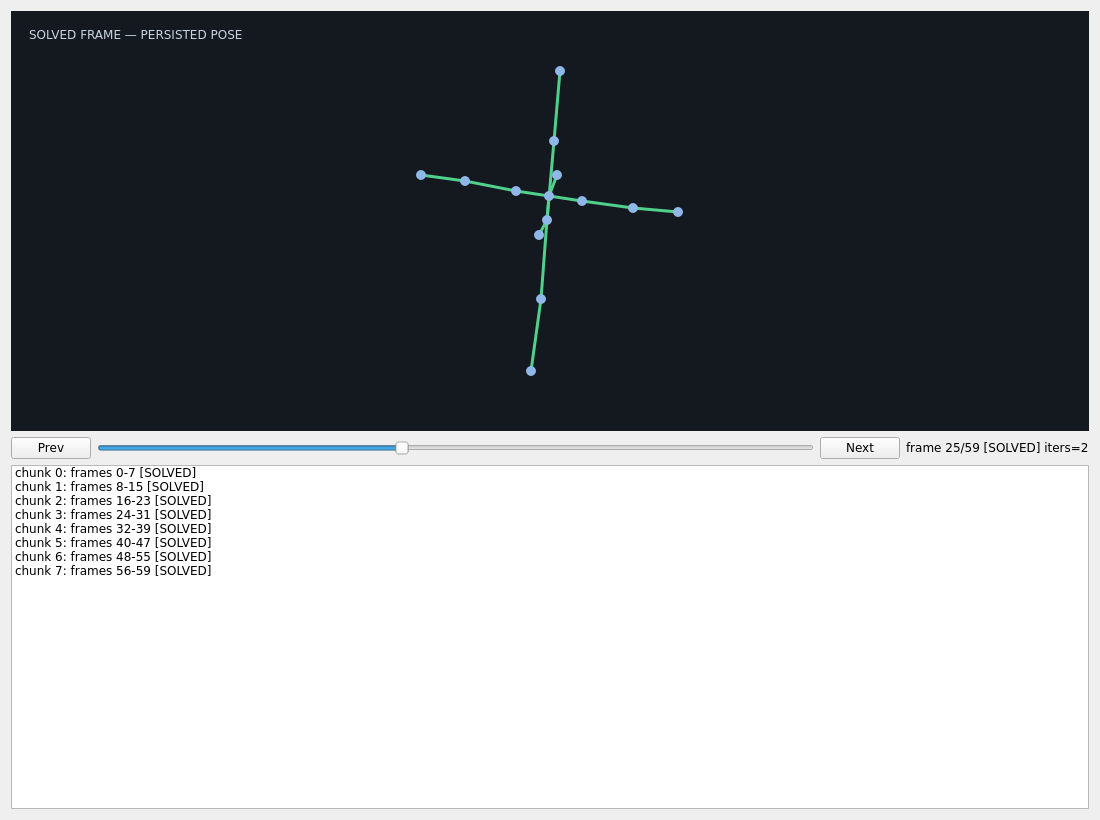 SOLVED FRAME — PERSISTED POSE
Prev
Next
frame 25/59 [SOLVED] iters=2
chunk 0: frames 0-7 [SOLVED]
chunk 1: frames 8-15 [SOLVED]
chunk 2: frames 16-23 [SOLVED]
chunk 3: frames 24-31 [SOLVED]
chunk 4: frames 32-39 [SOLVED]
chunk 5: frames 40-47 [SOLVED]
chunk 6: frames 48-55 [SOLVED]
chunk 7: frames 56-59 [SOLVED]